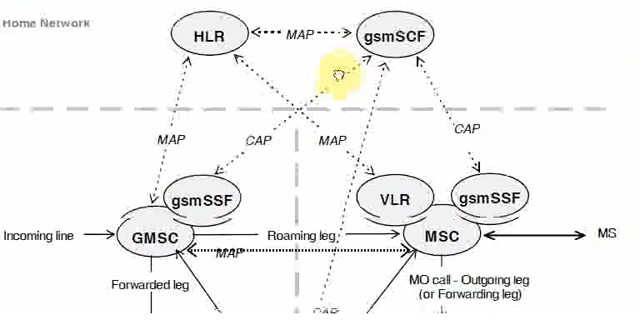 Home Network
HLR
MAP
gsmSCF
MAP
CAP
MAP
CAP
gsmSSF
VLR
gsmSSF
Incoming line
GMSC
Roaming leg
MSC
MS
MAP
Forwarded leg
MO call - Outgoing leg
(or Forwarding leg)